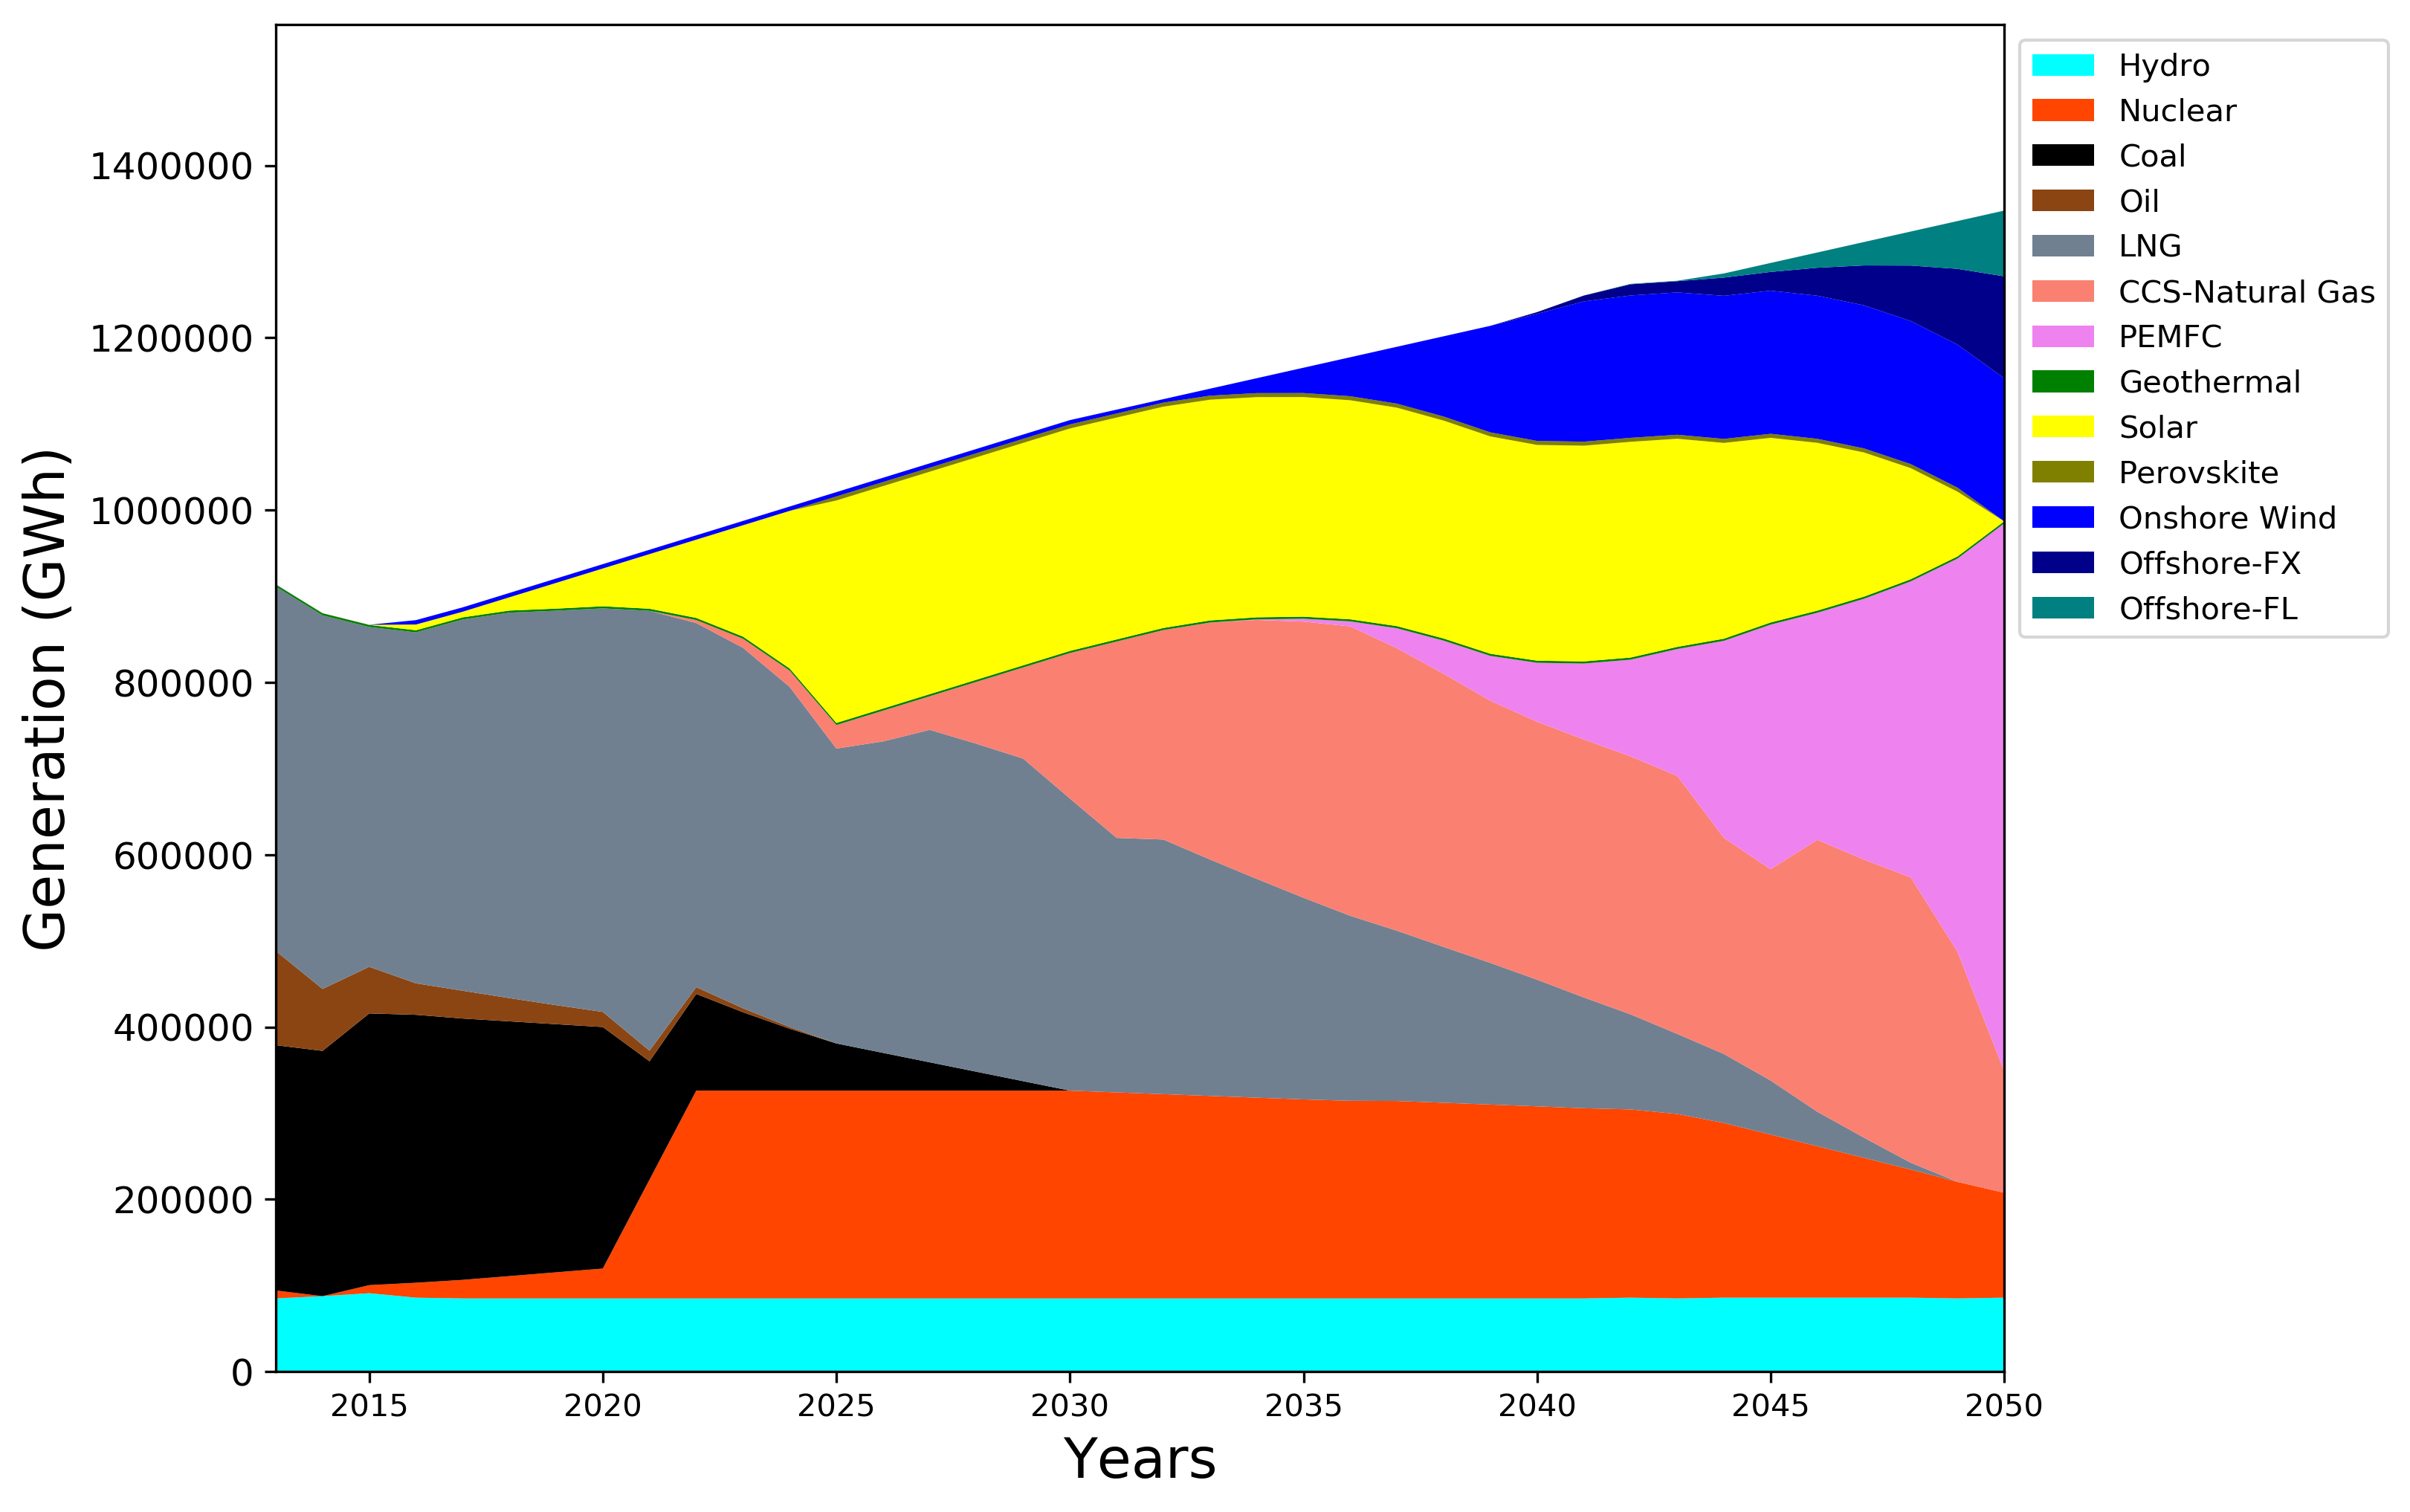 Generation (GWh)
1400000
1200000
1000000
800000
600000
400000
200000
0
2015
2020
2025
2030
2035
2040
2045
2050
Years
Hydro
Nuclear
Coal
Oil
LNG
CCS-Natural Gas
PEMFC
Geothermal
Solar
Perovskite
Onshore Wind
Offshore-FX
Offshore-FL